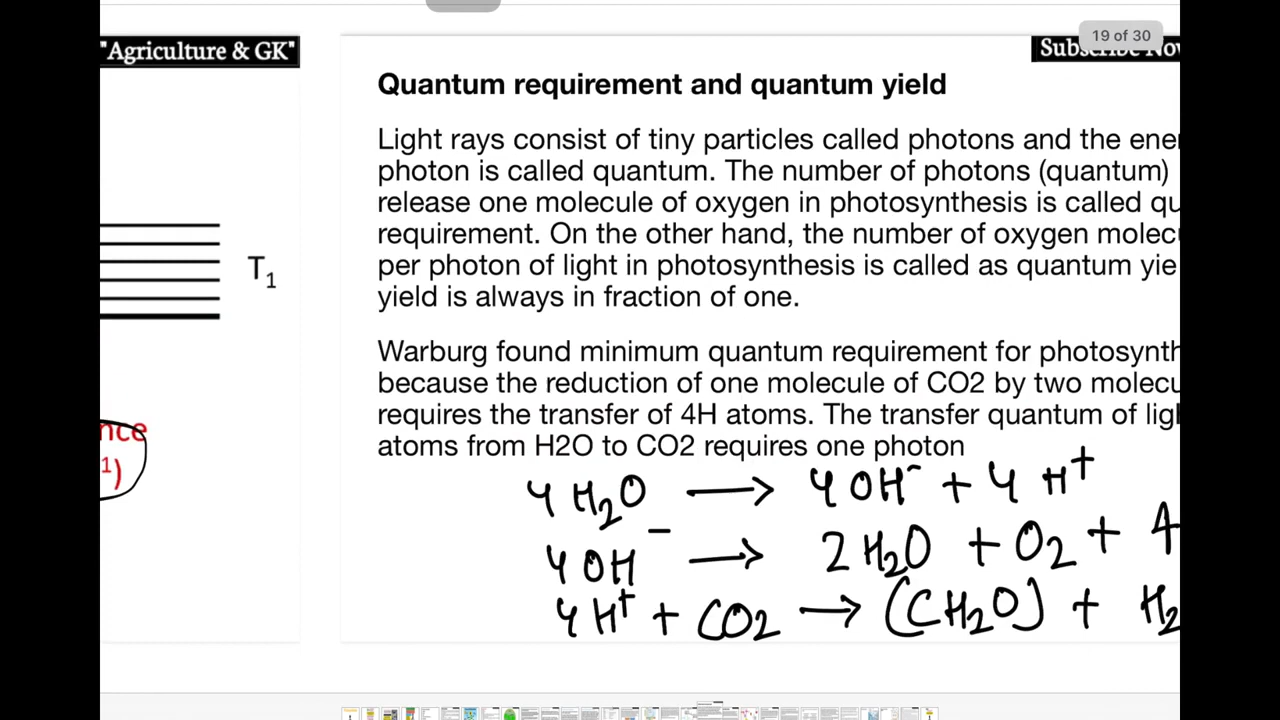 "Agriculture & GK"
19 of 30
Quantum requirement and quantum yield
Light rays consist of tiny particles called photons and the
photon is called quantum. The number of photons (quantum)
release one molecule of oxygen in photosynthesis is called
requirement. On the other hand, the number of oxygen
per photon of light in photosynthesis is called as quantum
yield is always in fraction of one.
T1
Warburg found minimum quantum requirement for
because the reduction of one molecule of CO2 by two
requires the transfer of 4H atoms. The transfer quantum of
atoms from H2O to CO2 requires one photon
4 H2O → 4 OH⁻ + 4 H⁺
4 OH⁻ → 2 H2O + O2 + 4
4 H⁺ + CO2 → (CH2O) + H2